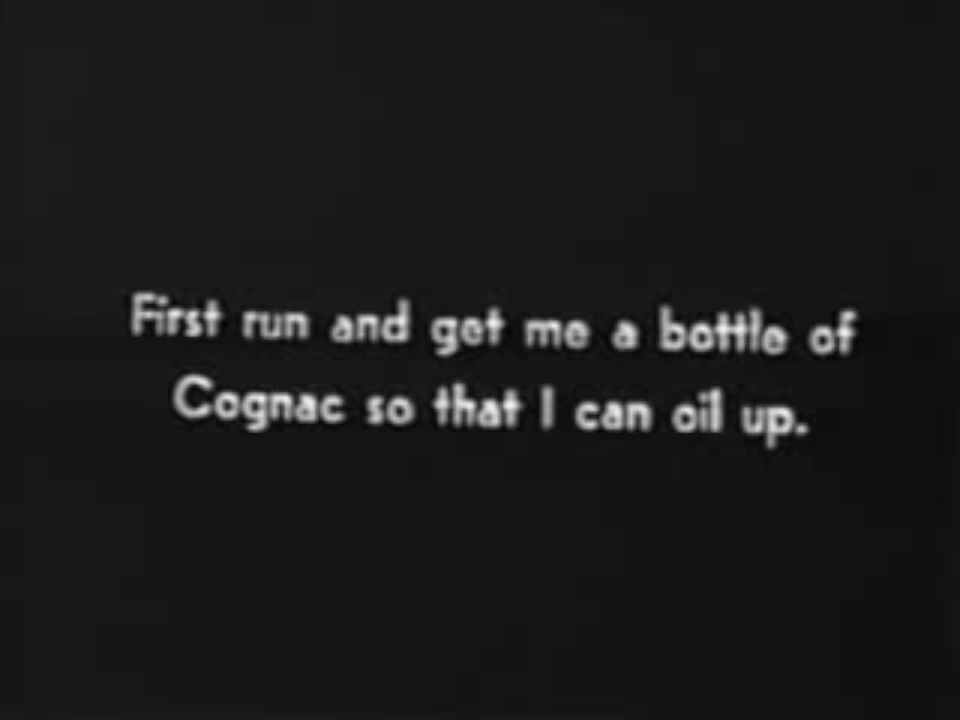 First run and get me a bottle of
Cognac so that I can oil up.